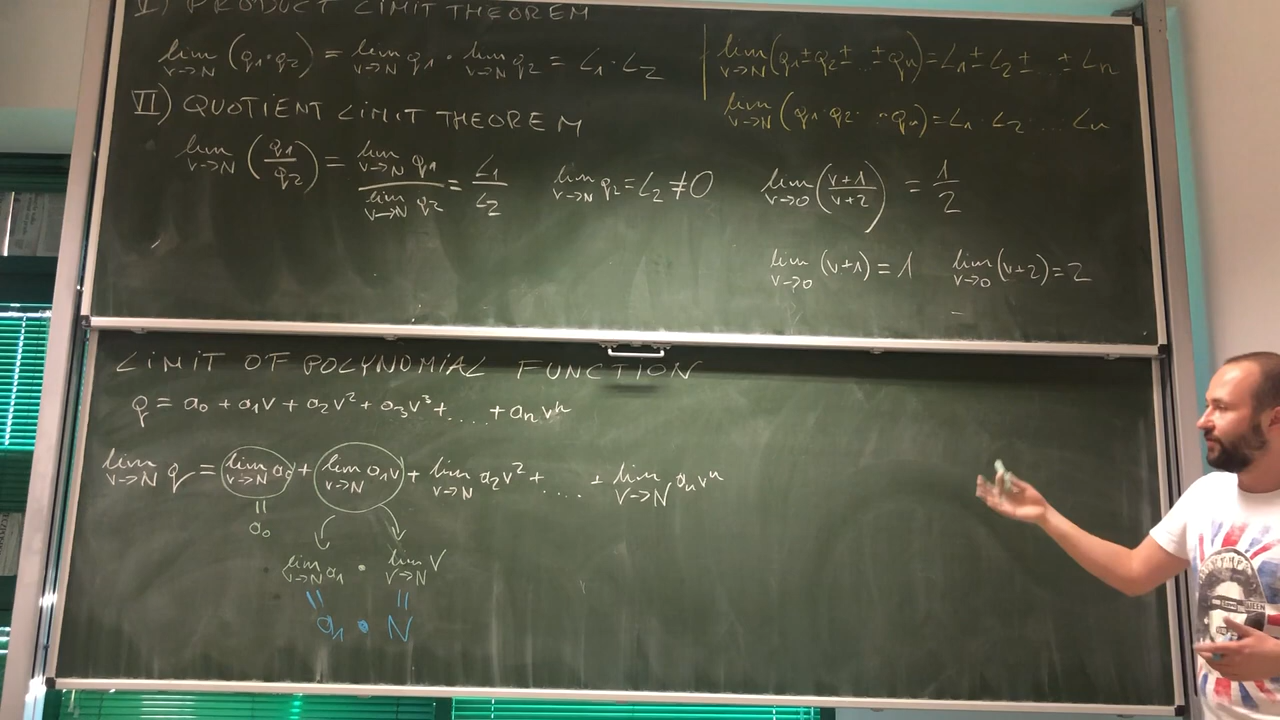 V) PRODUCT LIMIT THEOREM
lim v→N (q1·q2) = lim v→N q1 · lim v→N q2 = L1 · L2
lim v→N (q1 ± q2 ± ... ± qn) = L1 ± L2 ± ... ± Ln
lim v→N (q1 · q2 · ... · qn) = L1 · L2 · ... Ln
VI) QUOTIENT LIMIT THEOREM
lim v→N (q1/q2) = lim v→N q1 / lim v→N q2 = L1/L2
lim v→N q2 = L2 ≠ 0
lim v→0 (v+1/v+2) = 1/2
lim v→0 (v+1) = 1
lim v→0 (v+2) = 2
LIMIT OF POLYNOMIAL FUNCTION
q = a0 + a1v + a2v² + a3v³ + .... + anvⁿ
lim v→N q = lim v→N a0 + lim v→N a1v + lim v→N a2v² + .... + lim v→N anvⁿ
=
a0
lim v→N a1 · lim v→N v
= =
a1 · N
QUEEN